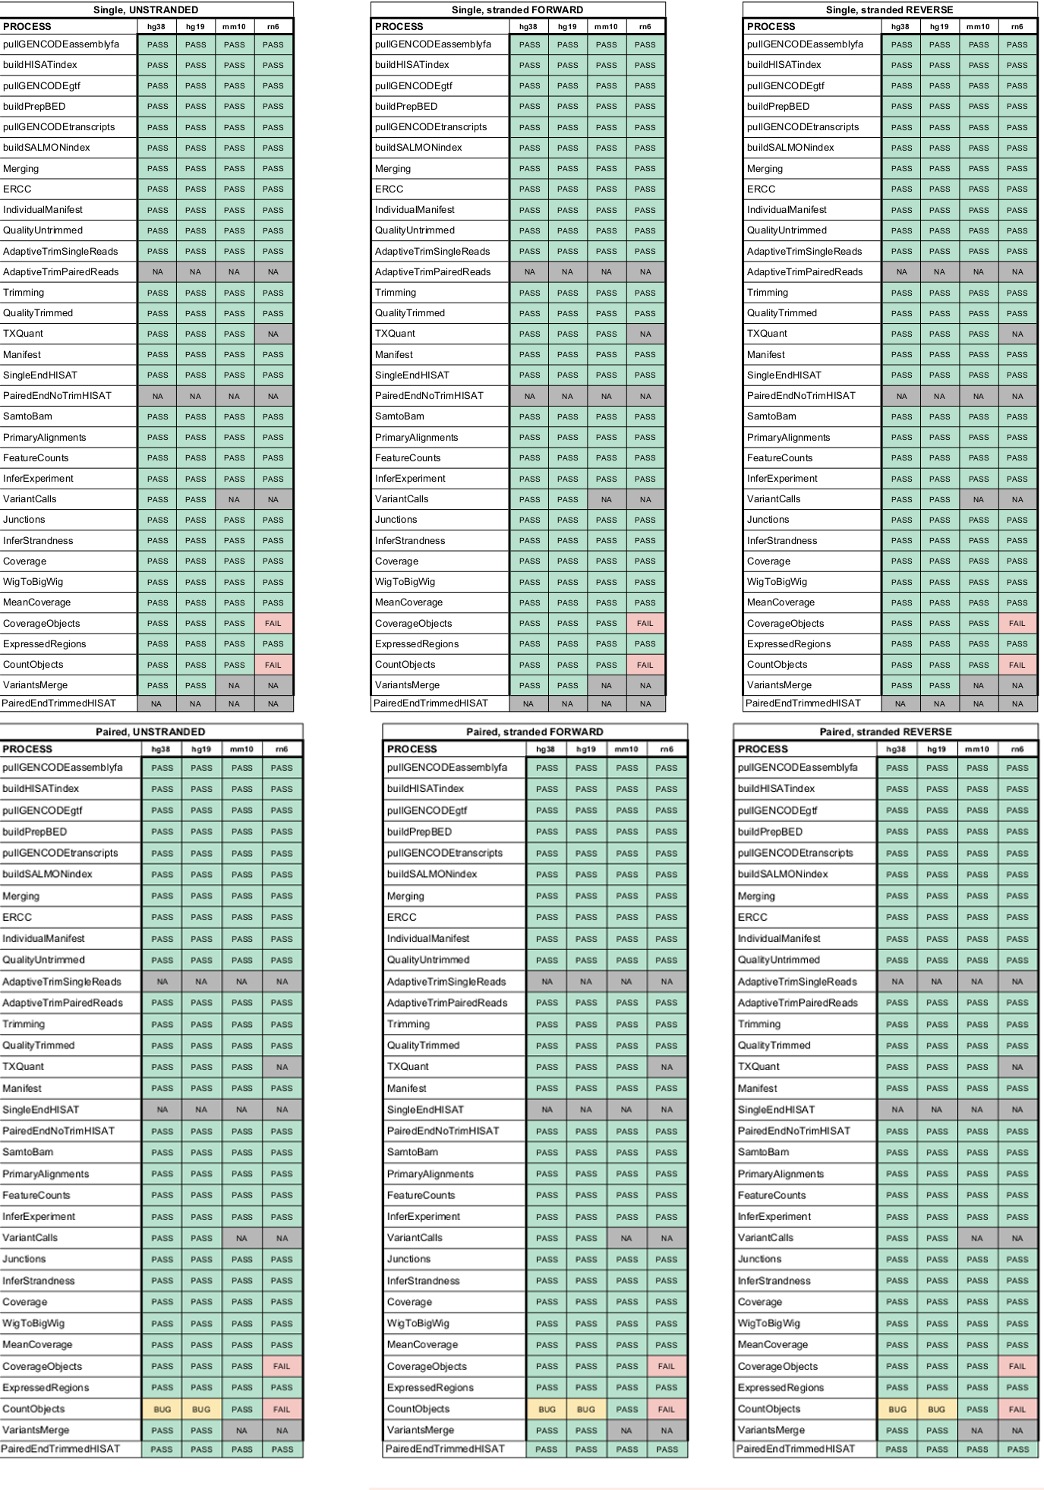 Single, UNSTRANDED
PROCESS hg38 hg19 mm10 rn6
pullGENCODEassemblyfa PASS PASS PASS PASS
buildHISATindex PASS PASS PASS PASS
pullGENCODEgtf PASS PASS PASS PASS
buildPrepBED PASS PASS PASS PASS
pullGENCODEtranscripts PASS PASS PASS PASS
buildSALMONindex PASS PASS PASS PASS
Merging PASS PASS PASS PASS
ERCC PASS PASS PASS PASS
IndividualManifest PASS PASS PASS PASS
QualityUntrimmed PASS PASS PASS PASS
AdaptiveTrimSingleReads PASS PASS PASS PASS
AdaptiveTrimPairedReads NA NA NA NA
Trimming PASS PASS PASS PASS
QualityTrimmed PASS PASS PASS PASS
TXQuant PASS PASS PASS NA
Manifest PASS PASS PASS PASS
SingleEndHISAT PASS PASS PASS PASS
PairedEndNoTrimHISAT NA NA NA NA
SamtoBam PASS PASS PASS PASS
PrimaryAlignments PASS PASS PASS PASS
FeatureCounts PASS PASS PASS PASS
InferExperiment PASS PASS PASS PASS
VariantCalls PASS PASS NA NA
Junctions PASS PASS PASS PASS
InferStrandness PASS PASS PASS PASS
Coverage PASS PASS PASS PASS
WigToBigWig PASS PASS PASS PASS
MeanCoverage PASS PASS PASS PASS
CoverageObjects PASS PASS PASS FAIL
ExpressedRegions PASS PASS PASS PASS
CountObjects PASS PASS PASS FAIL
VariantsMerge PASS PASS NA NA
PairedEndTrimmedHISAT NA NA NA NA
Single, stranded FORWARD
PROCESS hg38 hg19 mm10 rn6
pullGENCODEassemblyfa PASS PASS PASS PASS
buildHISATindex PASS PASS PASS PASS
pullGENCODEgtf PASS PASS PASS PASS
buildPrepBED PASS PASS PASS PASS
pullGENCODEtranscripts PASS PASS PASS PASS
buildSALMONindex PASS PASS PASS PASS
Merging PASS PASS PASS PASS
ERCC PASS PASS PASS PASS
IndividualManifest PASS PASS PASS PASS
QualityUntrimmed PASS PASS PASS PASS
AdaptiveTrimSingleReads PASS PASS PASS PASS
AdaptiveTrimPairedReads NA NA NA NA
Trimming PASS PASS PASS PASS
QualityTrimmed PASS PASS PASS PASS
TXQuant PASS PASS PASS NA
Manifest PASS PASS PASS PASS
SingleEndHISAT PASS PASS PASS PASS
PairedEndNoTrimHISAT NA NA NA NA
SamtoBam PASS PASS PASS PASS
PrimaryAlignments PASS PASS PASS PASS
FeatureCounts PASS PASS PASS PASS
InferExperiment PASS PASS PASS PASS
VariantCalls PASS PASS NA NA
Junctions PASS PASS PASS PASS
InferStrandness PASS PASS PASS PASS
Coverage PASS PASS PASS PASS
WigToBigWig PASS PASS PASS PASS
MeanCoverage PASS PASS PASS PASS
CoverageObjects PASS PASS PASS FAIL
ExpressedRegions PASS PASS PASS PASS
CountObjects PASS PASS PASS FAIL
VariantsMerge PASS PASS NA NA
PairedEndTrimmedHISAT NA NA NA NA
Single, stranded REVERSE
PROCESS hg38 hg19 mm10 rn6
pullGENCODEassemblyfa PASS PASS PASS PASS
buildHISATindex PASS PASS PASS PASS
pullGENCODEgtf PASS PASS PASS PASS
buildPrepBED PASS PASS PASS PASS
pullGENCODEtranscripts PASS PASS PASS PASS
buildSALMONindex PASS PASS PASS PASS
Merging PASS PASS PASS PASS
ERCC PASS PASS PASS PASS
IndividualManifest PASS PASS PASS PASS
QualityUntrimmed PASS PASS PASS PASS
AdaptiveTrimSingleReads PASS PASS PASS PASS
AdaptiveTrimPairedReads NA NA NA NA
Trimming PASS PASS PASS PASS
QualityTrimmed PASS PASS PASS PASS
TXQuant PASS PASS PASS NA
Manifest PASS PASS PASS PASS
SingleEndHISAT PASS PASS PASS PASS
PairedEndNoTrimHISAT NA NA NA NA
SamtoBam PASS PASS PASS PASS
PrimaryAlignments PASS PASS PASS PASS
FeatureCounts PASS PASS PASS PASS
InferExperiment PASS PASS PASS PASS
VariantCalls PASS PASS NA NA
Junctions PASS PASS PASS PASS
InferStrandness PASS PASS PASS PASS
Coverage PASS PASS PASS PASS
WigToBigWig PASS PASS PASS PASS
MeanCoverage PASS PASS PASS PASS
CoverageObjects PASS PASS PASS FAIL
ExpressedRegions PASS PASS PASS PASS
CountObjects PASS PASS PASS FAIL
VariantsMerge PASS PASS NA NA
PairedEndTrimmedHISAT NA NA NA NA
Paired, UNSTRANDED
PROCESS hg38 hg19 mm10 rn6
pullGENCODEassemblyfa PASS PASS PASS PASS
buildHISATindex PASS PASS PASS PASS
pullGENCODEgtf PASS PASS PASS PASS
buildPrepBED PASS PASS PASS PASS
pullGENCODEtranscripts PASS PASS PASS PASS
buildSALMONindex PASS PASS PASS PASS
Merging PASS PASS PASS PASS
ERCC PASS PASS PASS PASS
IndividualManifest PASS PASS PASS PASS
QualityUntrimmed PASS PASS PASS PASS
AdaptiveTrimSingleReads NA NA NA NA
AdaptiveTrimPairedReads PASS PASS PASS PASS
Trimming PASS PASS PASS PASS
QualityTrimmed PASS PASS PASS PASS
TXQuant PASS PASS PASS NA
Manifest PASS PASS PASS PASS
SingleEndHISAT NA NA NA NA
PairedEndNoTrimHISAT PASS PASS PASS PASS
SamtoBam PASS PASS PASS PASS
PrimaryAlignments PASS PASS PASS PASS
FeatureCounts PASS PASS PASS PASS
InferExperiment PASS PASS PASS PASS
VariantCalls PASS PASS NA NA
Junctions PASS PASS PASS PASS
InferStrandness PASS PASS PASS PASS
Coverage PASS PASS PASS PASS
WigToBigWig PASS PASS PASS PASS
MeanCoverage PASS PASS PASS PASS
CoverageObjects PASS PASS PASS FAIL
ExpressedRegions PASS PASS PASS PASS
CountObjects BUG BUG PASS FAIL
VariantsMerge PASS PASS NA NA
PairedEndTrimmedHISAT PASS PASS PASS PASS
Paired, stranded FORWARD
PROCESS hg38 hg19 mm10 rn6
pullGENCODEassemblyfa PASS PASS PASS PASS
buildHISATindex PASS PASS PASS PASS
pullGENCODEgtf PASS PASS PASS PASS
buildPrepBED PASS PASS PASS PASS
pullGENCODEtranscripts PASS PASS PASS PASS
buildSALMONindex PASS PASS PASS PASS
Merging PASS PASS PASS PASS
ERCC PASS PASS PASS PASS
IndividualManifest PASS PASS PASS PASS
QualityUntrimmed PASS PASS PASS PASS
AdaptiveTrimSingleReads NA NA NA NA
AdaptiveTrimPairedReads PASS PASS PASS PASS
Trimming PASS PASS PASS PASS
QualityTrimmed PASS PASS PASS PASS
TXQuant PASS PASS PASS NA
Manifest PASS PASS PASS PASS
SingleEndHISAT NA NA NA NA
PairedEndNoTrimHISAT PASS PASS PASS PASS
SamtoBam PASS PASS PASS PASS
PrimaryAlignments PASS PASS PASS PASS
FeatureCounts PASS PASS PASS PASS
InferExperiment PASS PASS PASS PASS
VariantCalls PASS PASS NA NA
Junctions PASS PASS PASS PASS
InferStrandness PASS PASS PASS PASS
Coverage PASS PASS PASS PASS
WigToBigWig PASS PASS PASS PASS
MeanCoverage PASS PASS PASS PASS
CoverageObjects PASS PASS PASS FAIL
ExpressedRegions PASS PASS PASS PASS
CountObjects BUG BUG PASS FAIL
VariantsMerge PASS PASS NA NA
PairedEndTrimmedHISAT PASS PASS PASS PASS
Paired, stranded REVERSE
PROCESS hg38 hg19 mm10 rn6
pullGENCODEassemblyfa PASS PASS PASS PASS
buildHISATindex PASS PASS PASS PASS
pullGENCODEgtf PASS PASS PASS PASS
buildPrepBED PASS PASS PASS PASS
pullGENCODEtranscripts PASS PASS PASS PASS
buildSALMONindex PASS PASS PASS PASS
Merging PASS PASS PASS PASS
ERCC PASS PASS PASS PASS
IndividualManifest PASS PASS PASS PASS
QualityUntrimmed PASS PASS PASS PASS
AdaptiveTrimSingleReads NA NA NA NA
AdaptiveTrimPairedReads PASS PASS PASS PASS
Trimming PASS PASS PASS PASS
QualityTrimmed PASS PASS PASS PASS
TXQuant PASS PASS PASS NA
Manifest PASS PASS PASS PASS
SingleEndHISAT NA NA NA NA
PairedEndNoTrimHISAT PASS PASS PASS PASS
SamtoBam PASS PASS PASS PASS
PrimaryAlignments PASS PASS PASS PASS
FeatureCounts PASS PASS PASS PASS
InferExperiment PASS PASS PASS PASS
VariantCalls PASS PASS NA NA
Junctions PASS PASS PASS PASS
InferStrandness PASS PASS PASS PASS
Coverage PASS PASS PASS PASS
WigToBigWig PASS PASS PASS PASS
MeanCoverage PASS PASS PASS PASS
CoverageObjects PASS PASS PASS FAIL
ExpressedRegions PASS PASS PASS PASS
CountObjects BUG BUG PASS FAIL
VariantsMerge PASS PASS NA NA
PairedEndTrimmedHISAT PASS PASS PASS PASS